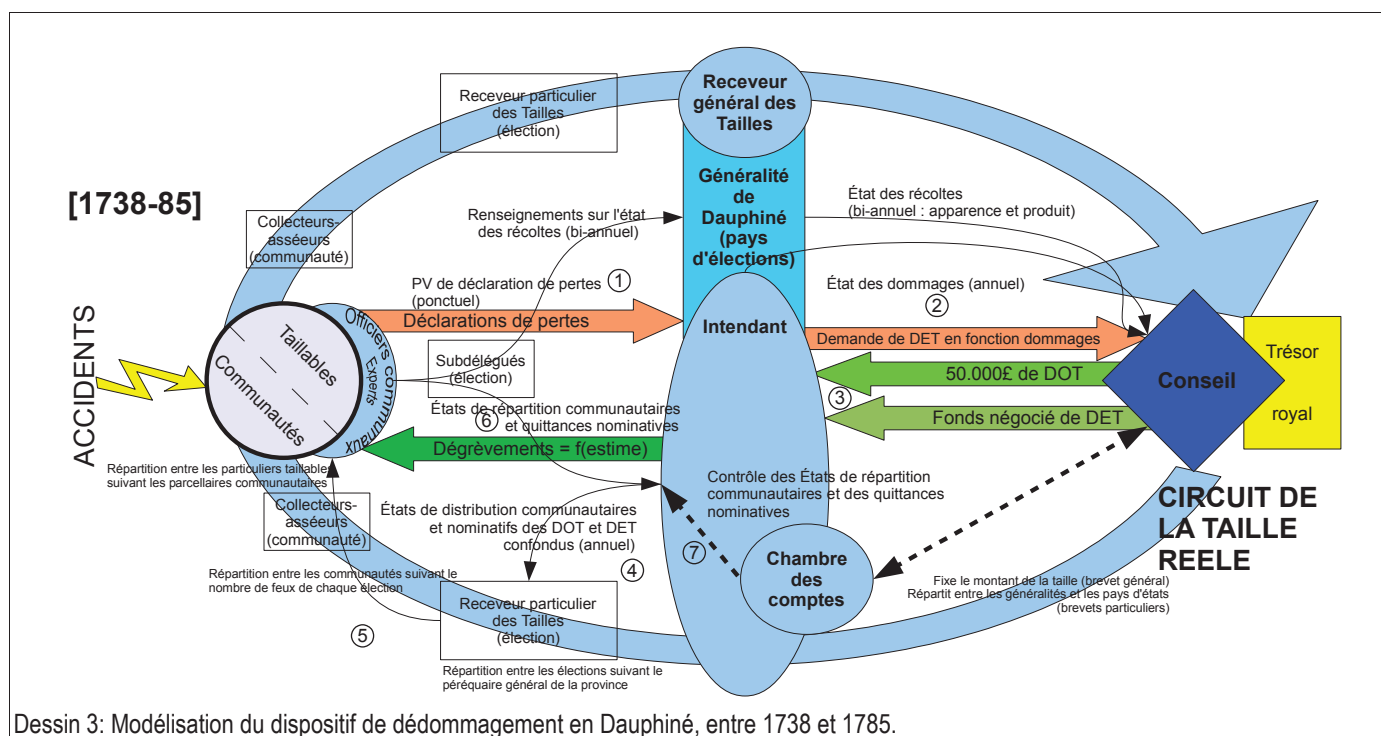 Receveur
général des
Tailles
Receveur particulier
des Tailles
(élection)
[1738-85]
Collecteurs-
asséeurs
(communauté)
Renseignements sur l'état
des récoltes (bi-annuel)
Généralité
de
Dauphiné
(pays
d'élections)
État des récoltes
(bi-annuel : apparence et produit)
PV de déclaration de pertes
(ponctuel)
1
Déclarations de pertes
État des dommages (annuel)
2
Intendant
Demande de DET en fonction dommages
ACCIDENTS
Taillables
Communautés
Officiers communaux
Experts
Subdélégués
(élection)
50.000£ de DOT
3
Fonds négocié de DET
Conseil
Trésor
royal
États de répartition communautaires
et quittances nominatives
6
Dégrèvements = f(estime)
Répartition entre les particuliers taillables
suivant les parcellaires communautaires
Collecteurs-
asséeurs
(communauté)
Contrôle des États de répartition
communautaires et des quittances
nominatives
CIRCUIT DE
LA TAILLE
REELE
États de distribution communautaires
et nominatifs des DOT et DET
confondus (annuel)
4
7
Chambre
des
comptes
Répartition entre les communautés suivant le
nombre de feux de chaque élection
5
Receveur particulier
des Tailles
(élection)
Fixe le montant de la taille (brevet général)
Répartit entre les généralités et les pays d'états
(brevets particuliers)
Répartition entre les élections suivant le
péréquaire général de la province
Dessin 3: Modélisation du dispositif de dédommagement en Dauphiné, entre 1738 et 1785.